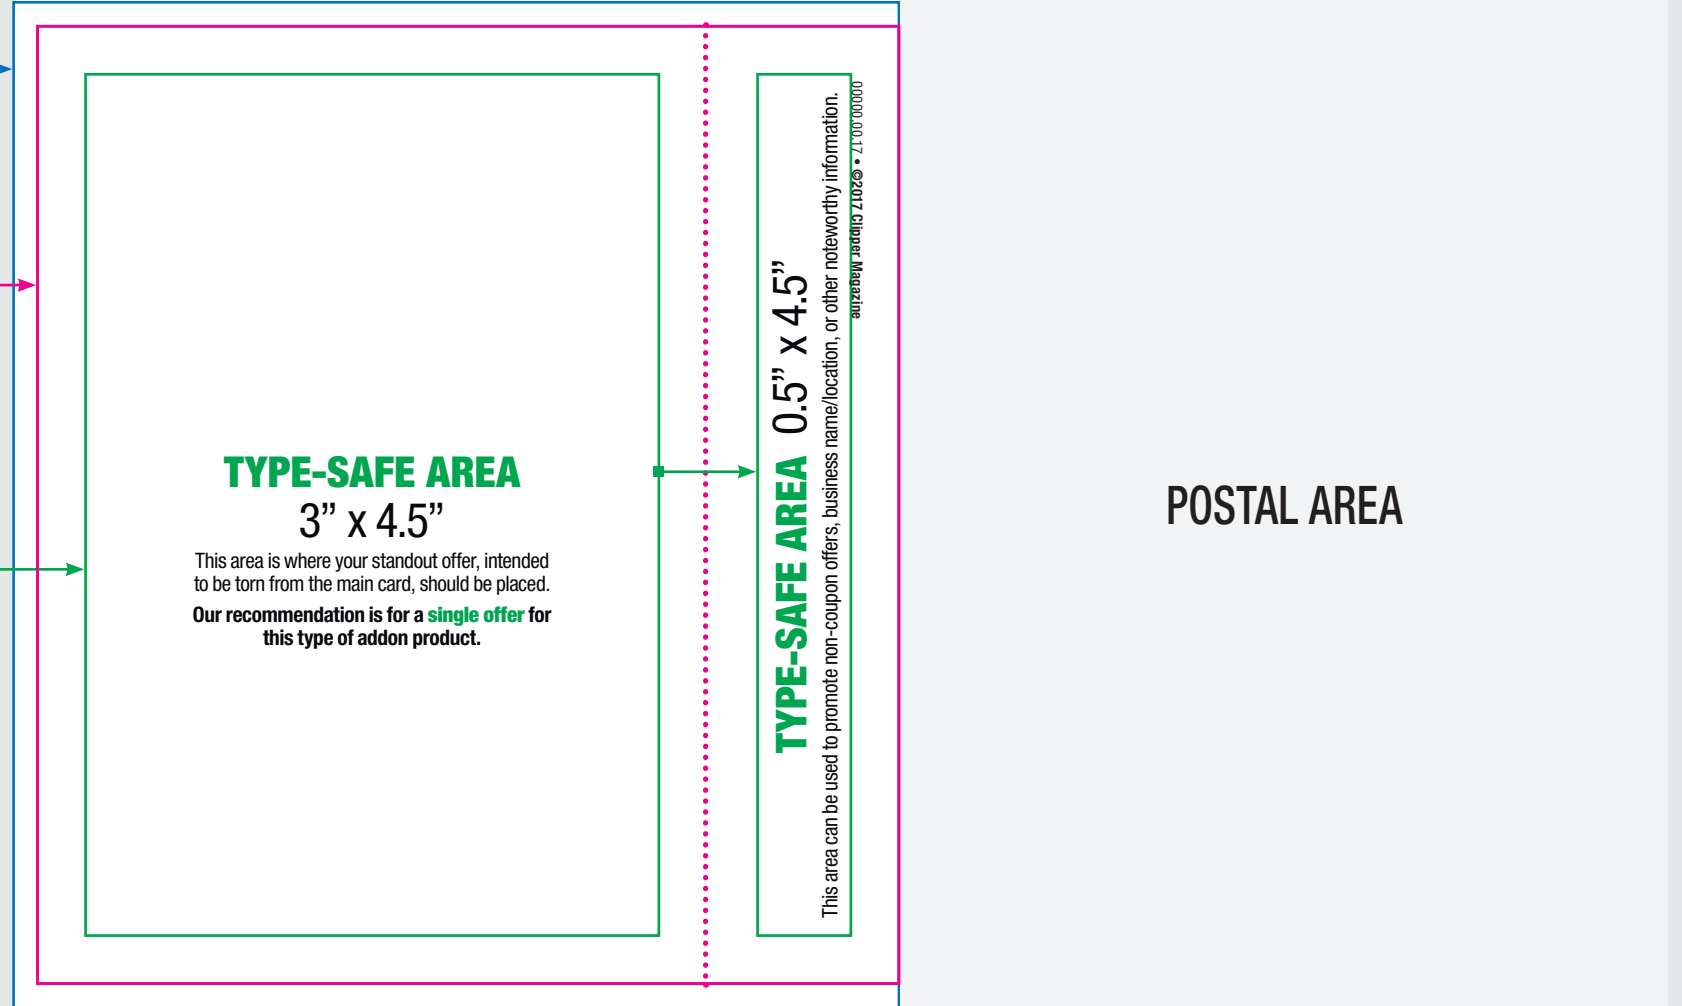 TYPE-SAFE AREA
3” x 4.5”
This area is where your standout offer, intended
to be torn from the main card, should be placed.
Our recommendation is for a single offer for
this type of addon product.
TYPE-SAFE AREA 0.5” x 4.5”
This area can be used to promote non-coupon offers, business name/location, or other noteworthy information.
00000.00.17 • ©2017 Clipper Magazine
POSTAL AREA